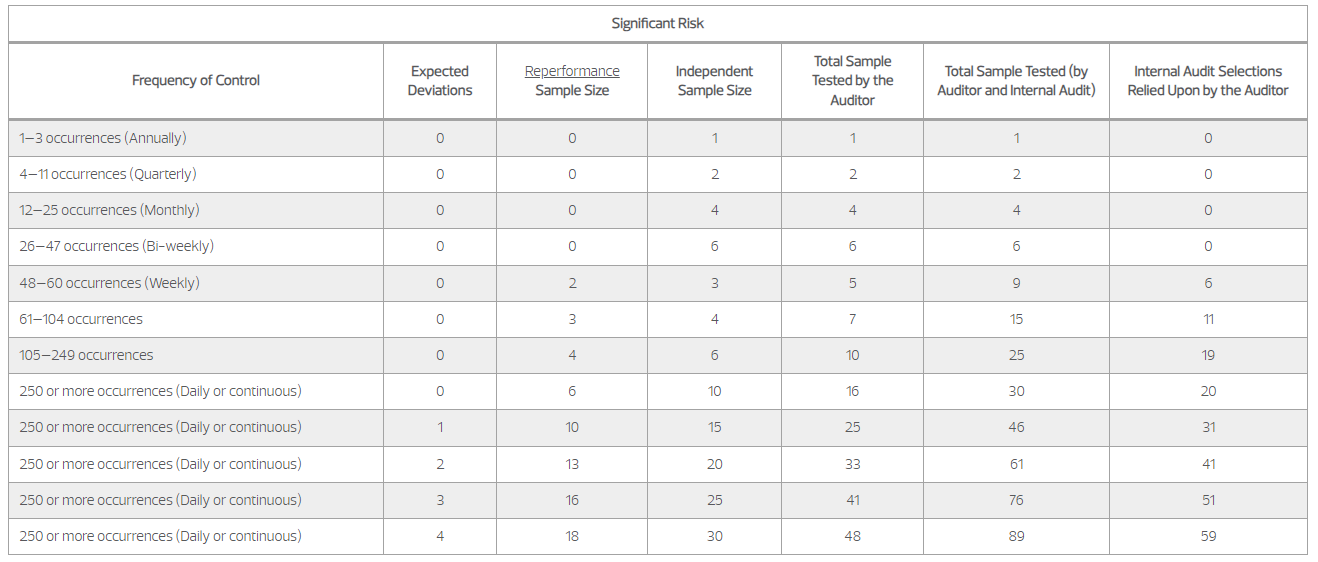 Significant Risk
Frequency of Control | Expected Deviations | Reperformance Sample Size | Independent Sample Size | Total Sample Tested by the Auditor | Total Sample Tested (by Auditor and Internal Audit) | Internal Audit Selections Relied Upon by the Auditor
1–3 occurrences (Annually) | 0 | 0 | 1 | 1 | 1 | 0
4–11 occurrences (Quarterly) | 0 | 0 | 2 | 2 | 2 | 0
12–25 occurrences (Monthly) | 0 | 0 | 4 | 4 | 4 | 0
26–47 occurrences (Bi-weekly) | 0 | 0 | 6 | 6 | 6 | 0
48–60 occurrences (Weekly) | 0 | 2 | 3 | 5 | 9 | 6
61–104 occurrences | 0 | 3 | 4 | 7 | 15 | 11
105–249 occurrences | 0 | 4 | 6 | 10 | 25 | 19
250 or more occurrences (Daily or continuous) | 0 | 6 | 10 | 16 | 30 | 20
250 or more occurrences (Daily or continuous) | 1 | 10 | 15 | 25 | 46 | 31
250 or more occurrences (Daily or continuous) | 2 | 13 | 20 | 33 | 61 | 41
250 or more occurrences (Daily or continuous) | 3 | 16 | 25 | 41 | 76 | 51
250 or more occurrences (Daily or continuous) | 4 | 18 | 30 | 48 | 89 | 59